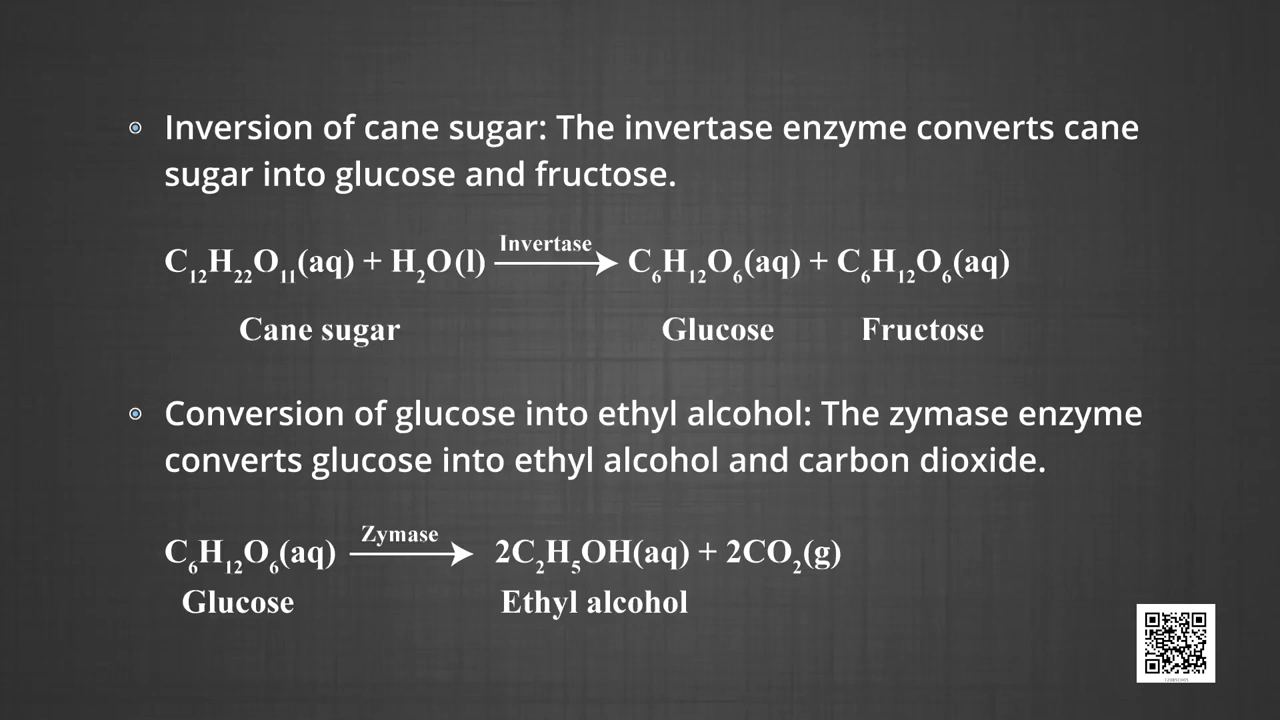 Inversion of cane sugar: The invertase enzyme converts cane
sugar into glucose and fructose.
Invertase
C₁₂H₂₂O₁₁(aq) + H₂O(l) ⟶ C₆H₁₂O₆(aq) + C₆H₁₂O₆(aq)
Cane sugar Glucose Fructose
Conversion of glucose into ethyl alcohol: The zymase enzyme
converts glucose into ethyl alcohol and carbon dioxide.
Zymase
C₆H₁₂O₆(aq) ⟶ 2C₂H₅OH(aq) + 2CO₂(g)
Glucose Ethyl alcohol